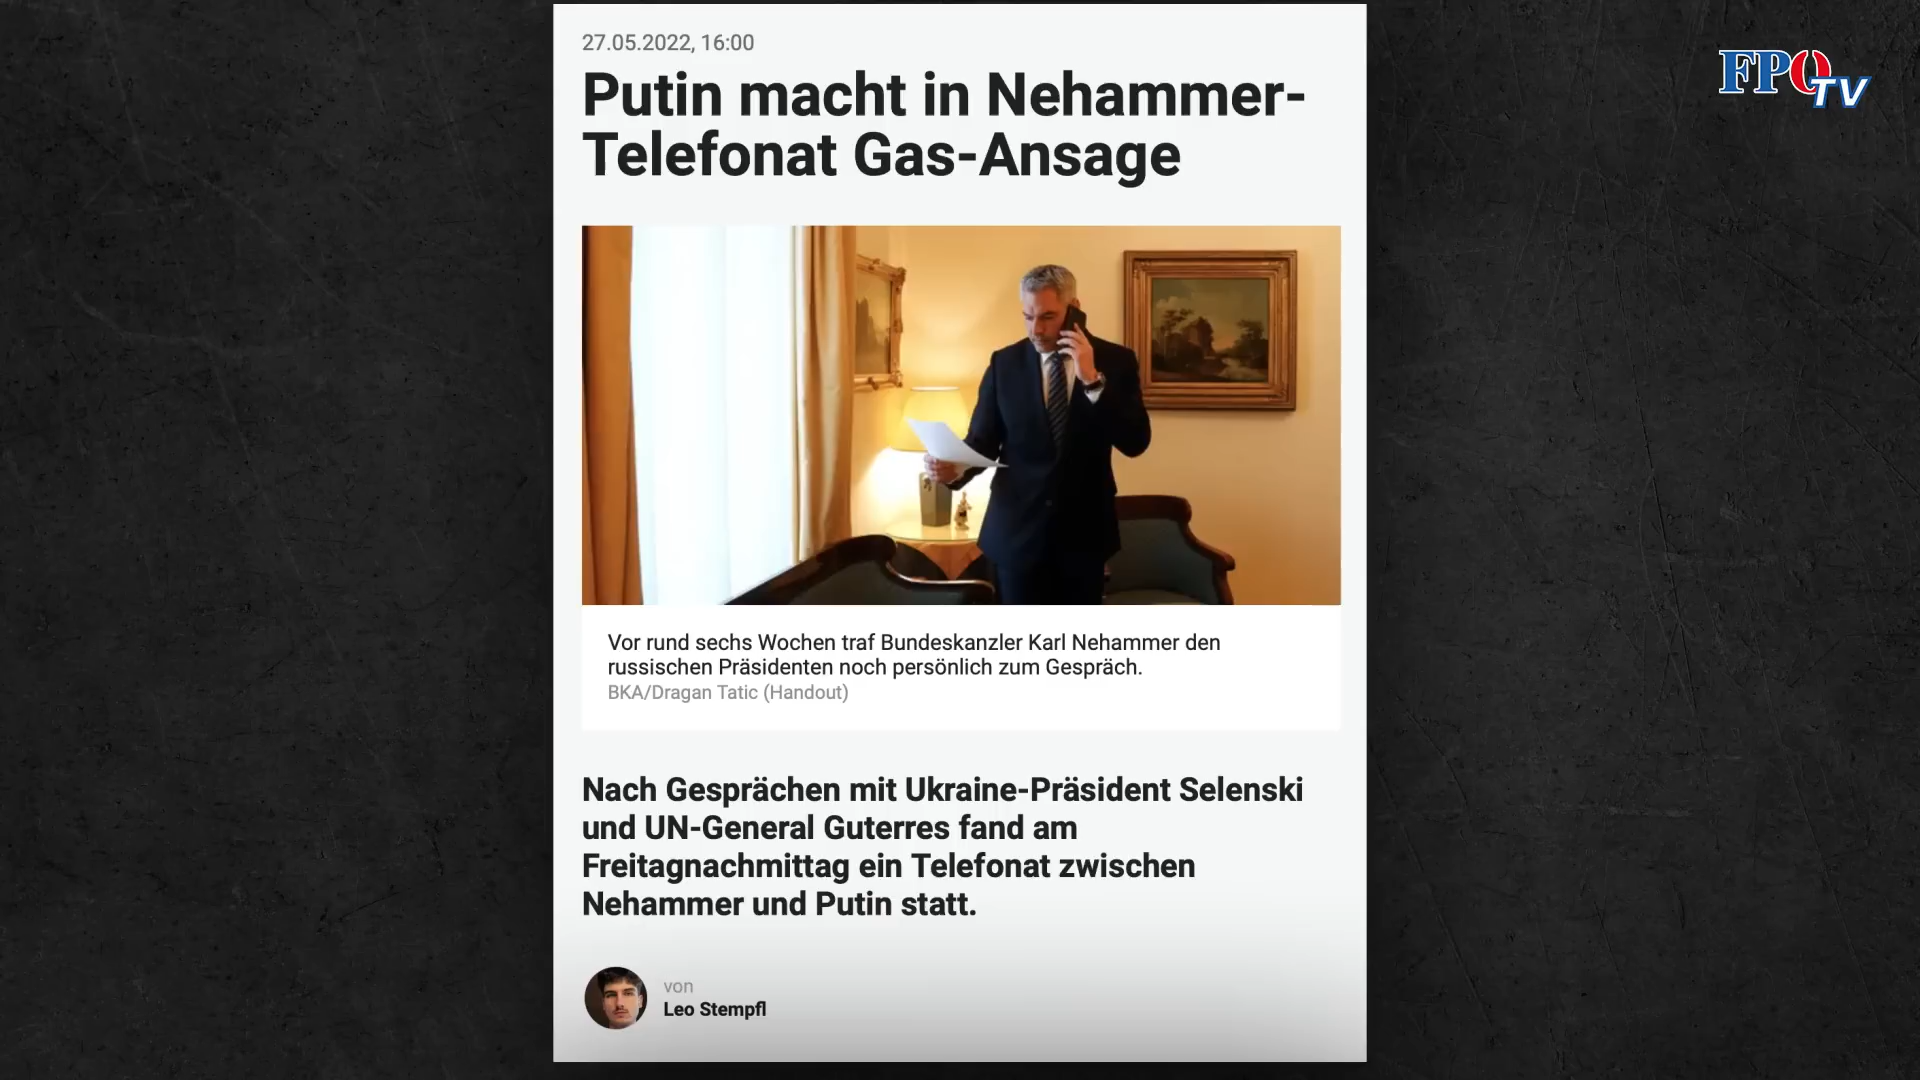 27.05.2022, 16:00
Putin macht in Nehammer-
Telefonat Gas-Ansage
FPÖ TV
Vor rund sechs Wochen traf Bundeskanzler Karl Nehammer den
russischen Präsidenten noch persönlich zum Gespräch.
BKA/Dragan Tatic (Handout)
Nach Gesprächen mit Ukraine-Präsident Selenski
und UN-General Guterres fand am
Freitagnachmittag ein Telefonat zwischen
Nehammer und Putin statt.
von
Leo Stempfl